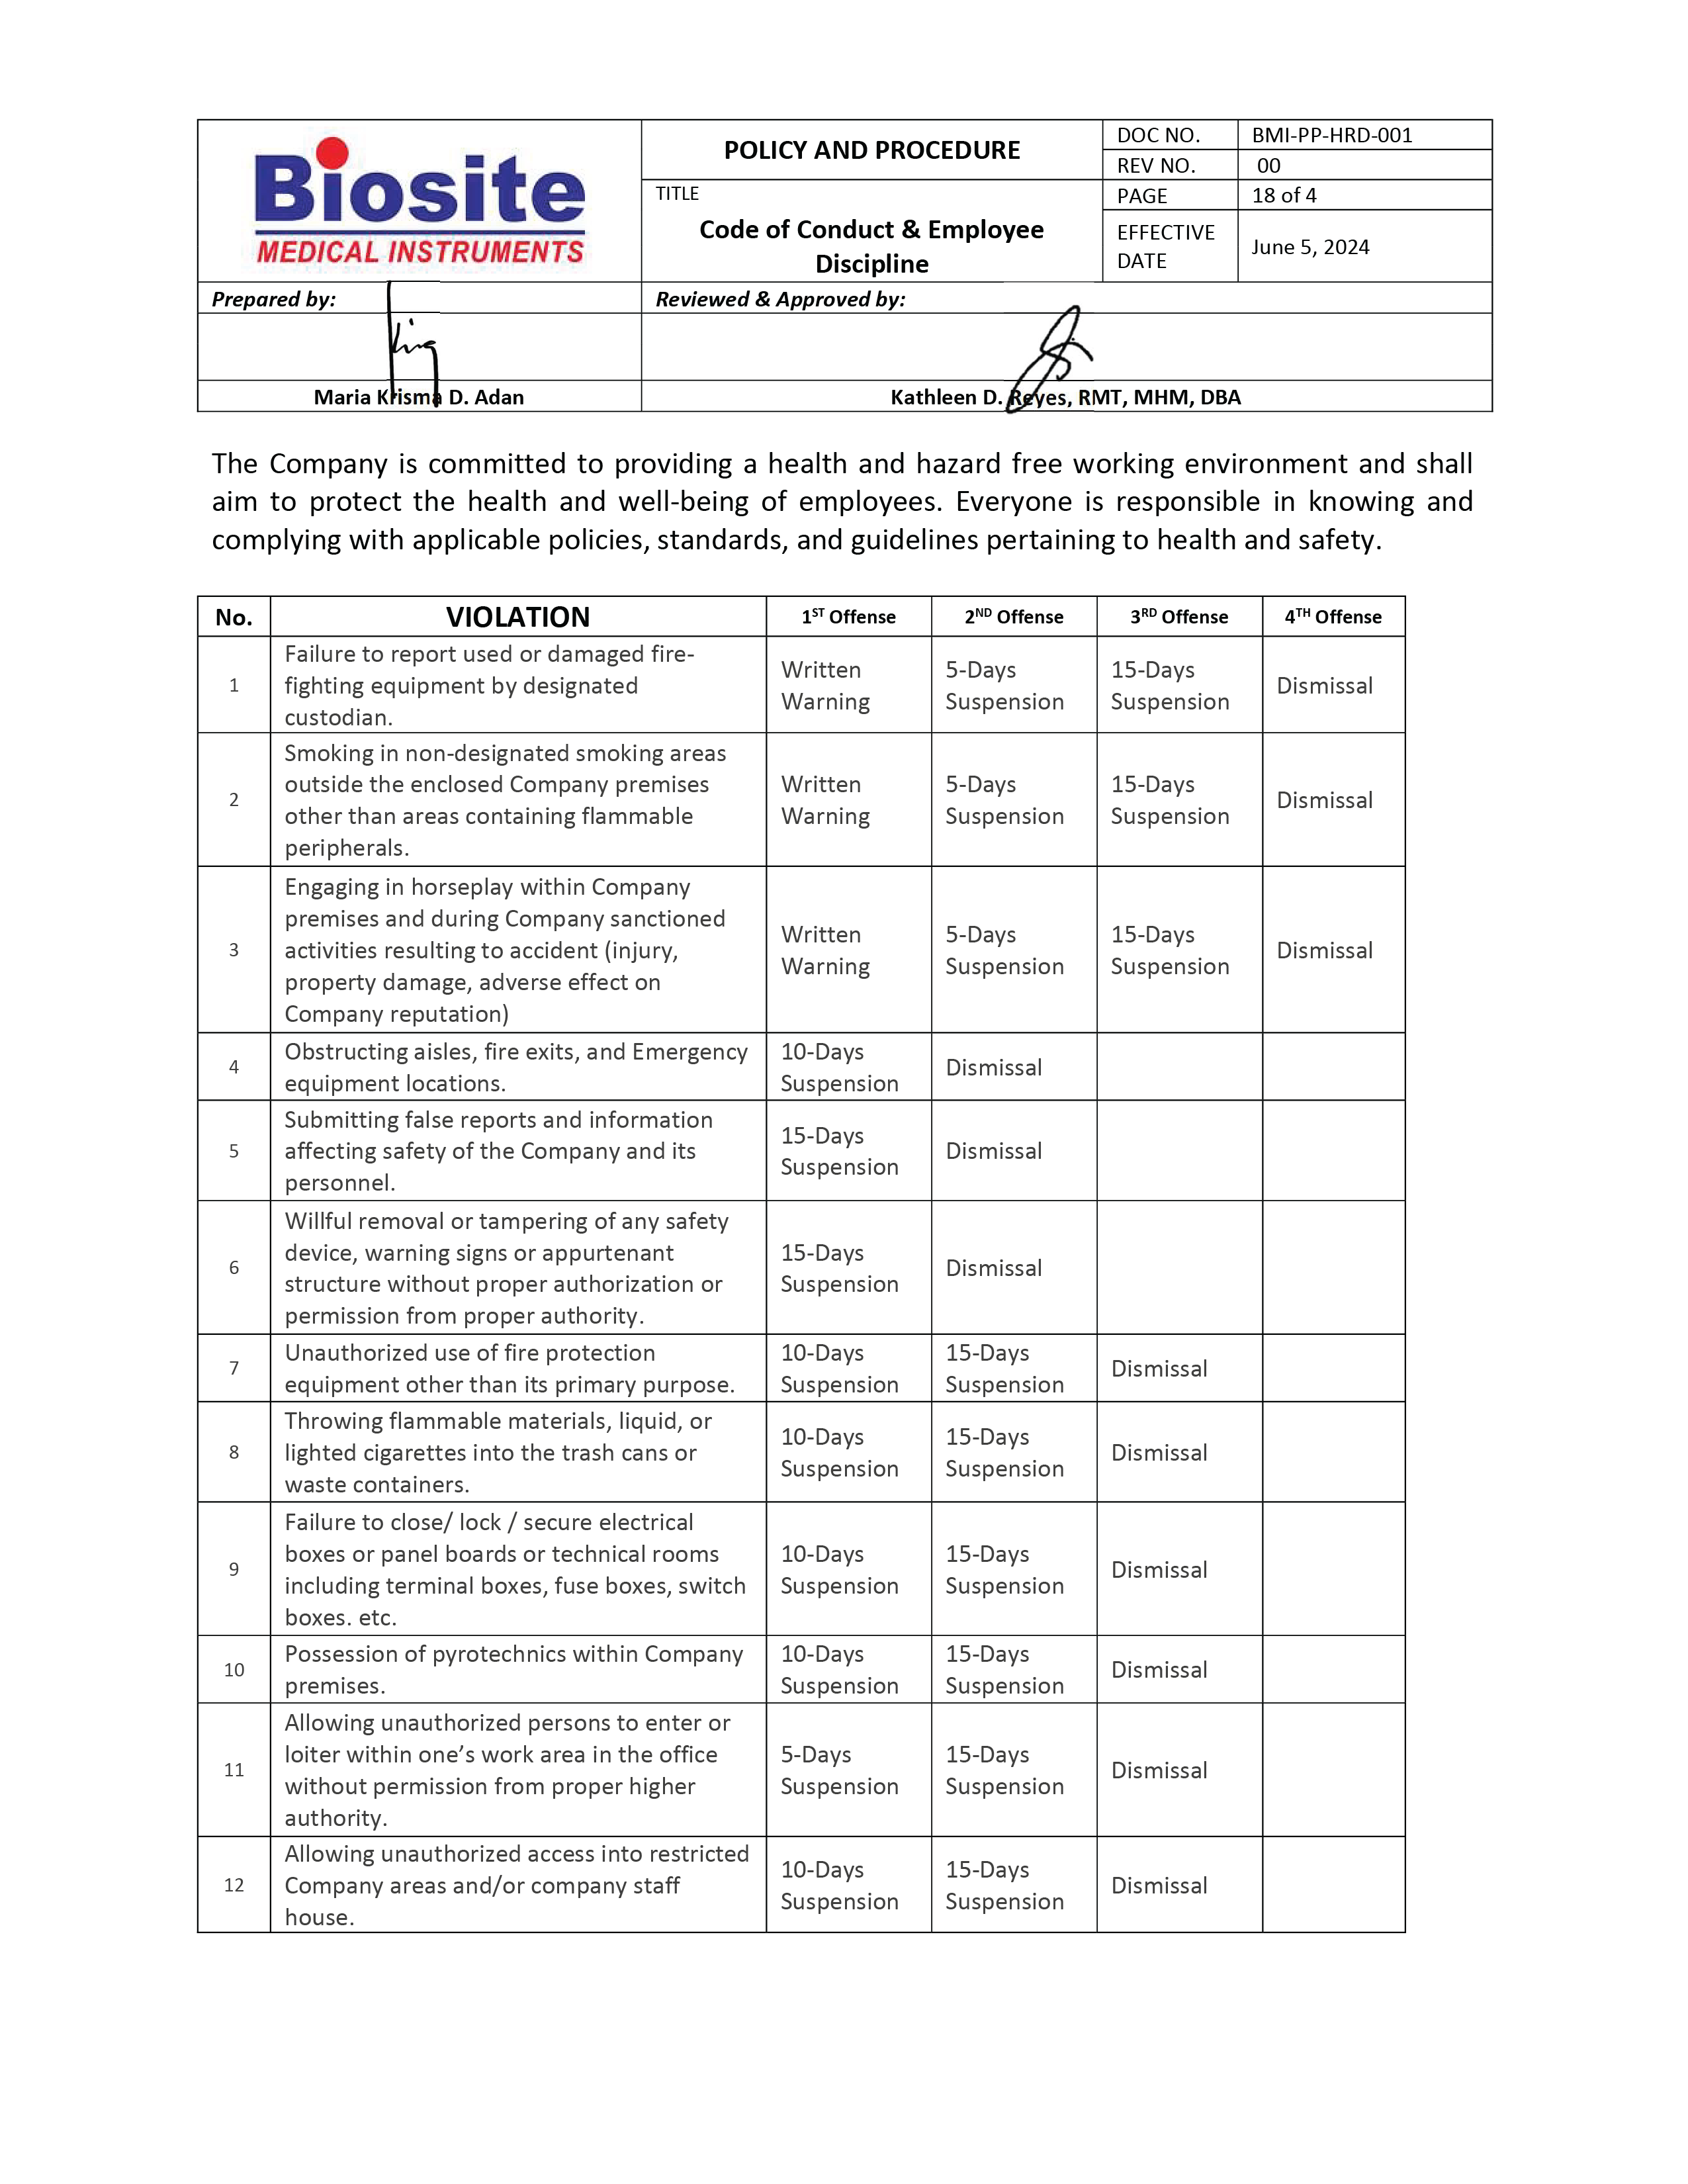 Biosite
MEDICAL INSTRUMENTS
POLICY AND PROCEDURE
DOC NO. BMI-PP-HRD-001
REV NO. 00
TITLE
Code of Conduct & Employee
Discipline
PAGE 18 of 4
EFFECTIVE
DATE
June 5, 2024
Prepared by:
Reviewed & Approved by:
Maria Krisma D. Adan
Kathleen D. Reyes, RMT, MHM, DBA
The Company is committed to providing a health and hazard free working environment and shall
aim to protect the health and well-being of employees. Everyone is responsible in knowing and
complying with applicable policies, standards, and guidelines pertaining to health and safety.
No. VIOLATION 1ST Offense 2ND Offense 3RD Offense 4TH Offense
1
Failure to report used or damaged fire-
fighting equipment by designated
custodian.
Written
Warning
5-Days
Suspension
15-Days
Suspension
Dismissal
2
Smoking in non-designated smoking areas
outside the enclosed Company premises
other than areas containing flammable
peripherals.
Written
Warning
5-Days
Suspension
15-Days
Suspension
Dismissal
3
Engaging in horseplay within Company
premises and during Company sanctioned
activities resulting to accident (injury,
property damage, adverse effect on
Company reputation)
Written
Warning
5-Days
Suspension
15-Days
Suspension
Dismissal
4
Obstructing aisles, fire exits, and Emergency
equipment locations.
10-Days
Suspension
Dismissal
5
Submitting false reports and information
affecting safety of the Company and its
personnel.
15-Days
Suspension
Dismissal
6
Willful removal or tampering of any safety
device, warning signs or appurtenant
structure without proper authorization or
permission from proper authority.
15-Days
Suspension
Dismissal
7
Unauthorized use of fire protection
equipment other than its primary purpose.
10-Days
Suspension
15-Days
Suspension
Dismissal
8
Throwing flammable materials, liquid, or
lighted cigarettes into the trash cans or
waste containers.
10-Days
Suspension
15-Days
Suspension
Dismissal
9
Failure to close/ lock / secure electrical
boxes or panel boards or technical rooms
including terminal boxes, fuse boxes, switch
boxes. etc.
10-Days
Suspension
15-Days
Suspension
Dismissal
10
Possession of pyrotechnics within Company
premises.
10-Days
Suspension
15-Days
Suspension
Dismissal
11
Allowing unauthorized persons to enter or
loiter within one’s work area in the office
without permission from proper higher
authority.
5-Days
Suspension
15-Days
Suspension
Dismissal
12
Allowing unauthorized access into restricted
Company areas and/or company staff
house.
10-Days
Suspension
15-Days
Suspension
Dismissal